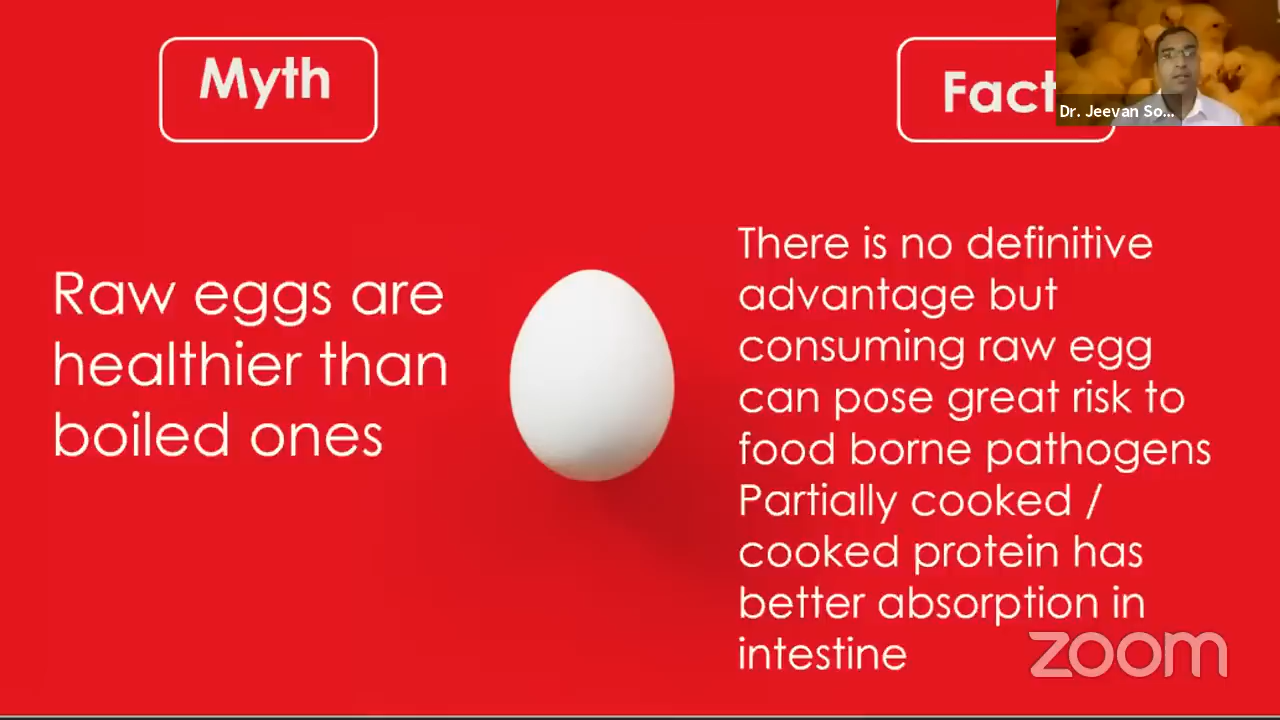 Myth
Fact
Dr. Jeevan So...
Raw eggs are
healthier than
boiled ones
There is no definitive
advantage but
consuming raw egg
can pose great risk to
food borne pathogens
Partially cooked /
cooked protein has
better absorption in
intestine
zoom